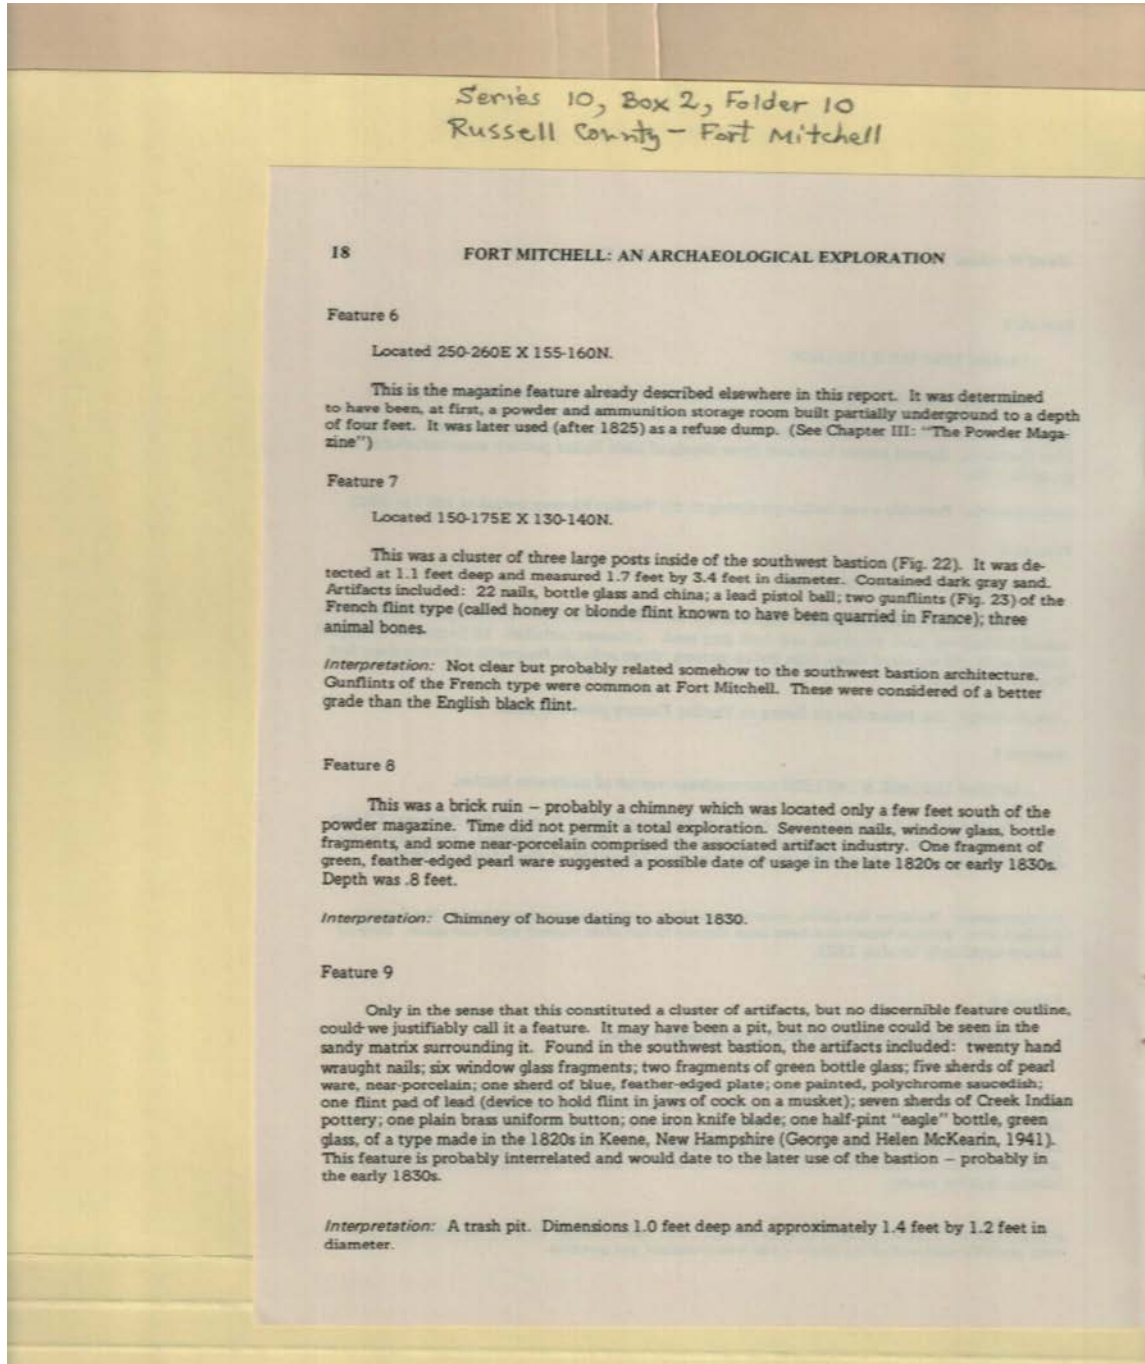 Series 10, Box 2, Folder 10
Russell County - Fort Mitchell
18 FORT MITCHELL: AN ARCHAEOLOGICAL EXPLORATION
Feature 6
Located 250-260E X 155-160N.
This is the magazine feature already described elsewhere in this report. It was determined
to have been, at first, a powder and ammunition storage room built partially underground to a depth
of four feet. It was later used (after 1825) as a refuse dump. (See Chapter III: "The Powder Maga-
zine")
Feature 7
Located 150-175E X 130-140N.
This was a cluster of three large posts inside of the southwest bastion (Fig. 22). It was de-
tected at 1.1 feet deep and measured 1.7 feet by 3.4 feet in diameter. Contained dark gray sand.
Artifacts included: 22 nails, bottle glass and china; a lead pistol ball; two gunflints (Fig. 23) of the
French flint type (called honey or blonde flint known to have been quarried in France); three
animal bones.
Interpretation: Not clear but probably related somehow to the southwest bastion architecture.
Gunflints of the French type were common at Fort Mitchell. These were considered of a better
grade than the English black flint.
Feature 8
This was a brick ruin – probably a chimney which was located only a few feet south of the
powder magazine. Time did not permit a total exploration. Seventeen nails, window glass, bottle
fragments, and some near-porcelain comprised the associated artifact industry. One fragment of
green, feather-edged pearl ware suggested a possible date of usage in the late 1820s or early 1830s.
Depth was .8 feet.
Interpretation: Chimney of house dating to about 1830.
Feature 9
Only in the sense that this constituted a cluster of artifacts, but no discernible feature outline,
could we justifiably call it a feature. It may have been a pit, but no outline could be seen in the
sandy matrix surrounding it. Found in the southwest bastion, the artifacts included: twenty hand
wraught nails; six window glass fragments; two fragments of green bottle glass; five sherds of pearl
ware, near-porcelain; one sherd of blue, feather-edged plate; one painted, polychrome saucedish;
one flint pad of lead (device to hold flint in jaws of cock on a musket); seven sherds of Creek Indian
pottery; one plain brass uniform button; one iron knife blade; one half-pint "eagle" bottle, green
glass, of a type made in the 1820s in Keene, New Hampshire (George and Helen McKearin, 1941).
This feature is probably interrelated and would date to the later use of the bastion – probably in
the early 1830s.
Interpretation: A trash pit. Dimensions 1.0 feet deep and approximately 1.4 feet by 1.2 feet in
diameter.